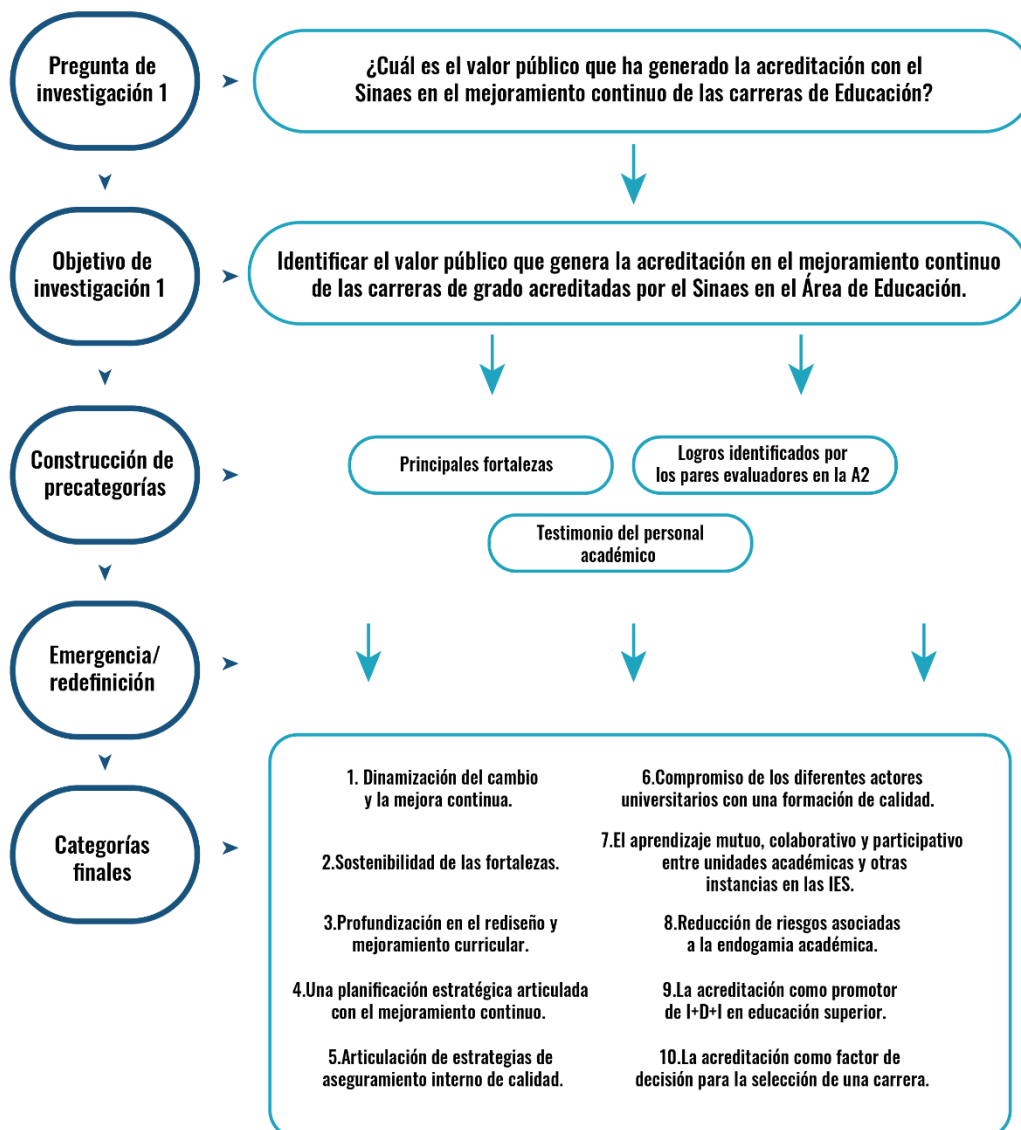 Pregunta de
investigación 1
¿Cuál es el valor público que ha generado la acreditación con el
Sinaes en el mejoramiento continuo de las carreras de Educación?
Objetivo de
investigación 1
Identificar el valor público que genera la acreditación en el mejoramiento continuo
de las carreras de grado acreditadas por el Sinaes en el Área de Educación.
Construcción de
precategorías
Principales fortalezas
Logros identificados por
los pares evaluadores en la A2
Testimonio del personal
académico
Emergencia/
redefinición
Categorías
finales
1. Dinamización del cambio
y la mejora continua.
2.Sostenibilidad de las fortalezas.
3.Profundización en el rediseño y
mejoramiento curricular.
4.Una planificación estratégica articulada
con el mejoramiento continuo.
5.Articulación de estrategias de
aseguramiento interno de calidad.
6.Compromiso de los diferentes actores
universitarios con una formación de calidad.
7.El aprendizaje mutuo, colaborativo y participativo
entre unidades académicas y otras
instancias en las IES.
8.Reducción de riesgos asociadas
a la endogamia académica.
9.La acreditación como promotor
de I+D+I en educación superior.
10.La acreditación como factor de
decisión para la selección de una carrera.